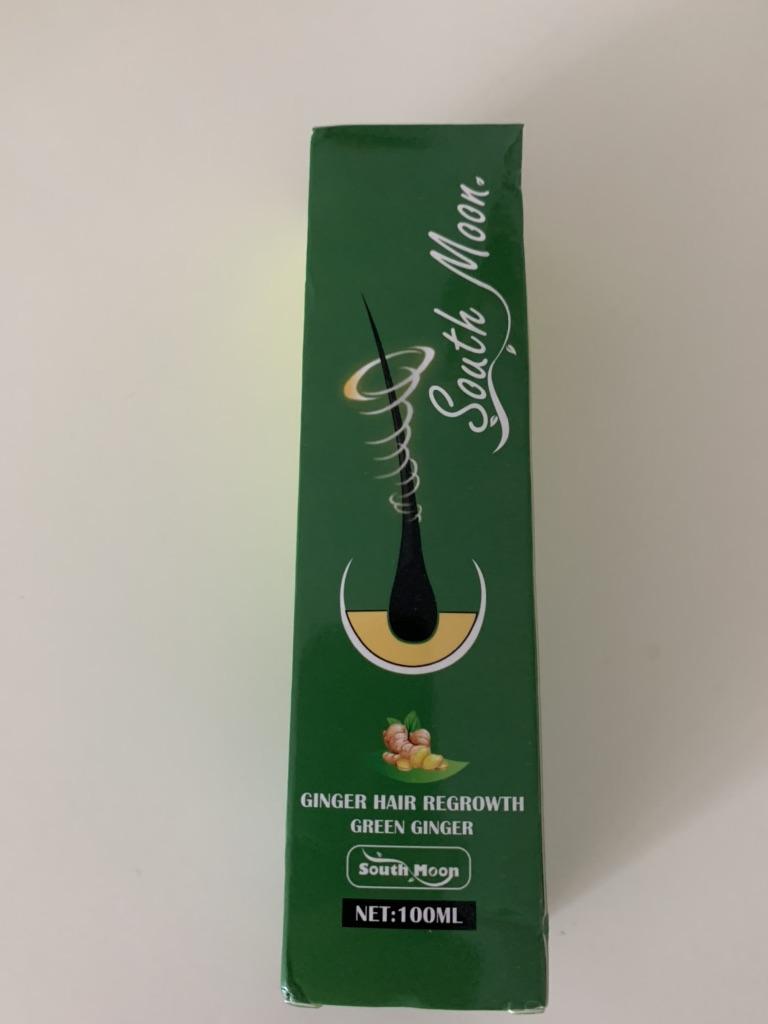 South Moon
GINGER HAIR REGROWTH
GREEN GINGER
South Moon
NET:100ML